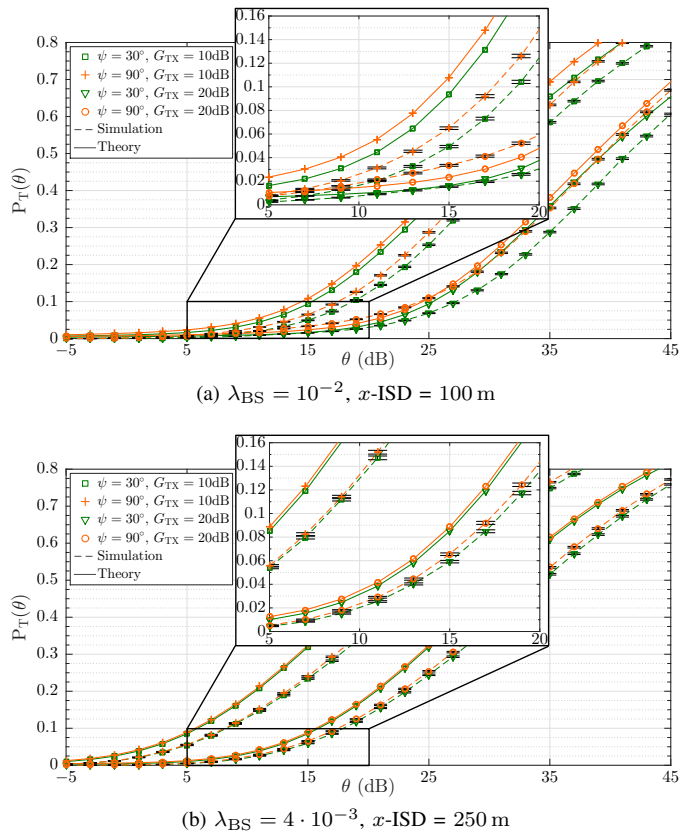 0.16
0.14
0.12
0.1
0.08
0.06
0.04
0.02
0
5 10 15 20
0.8
0.7
0.6
0.5
0.4
0.3
0.2
0.1
0
P_T(θ)
ψ = 30°, G_TX = 10dB
ψ = 90°, G_TX = 10dB
ψ = 30°, G_TX = 20dB
ψ = 90°, G_TX = 20dB
Simulation
Theory
−5 5 15 25 35 45
θ (dB)
(a) λ_BS = 10⁻², x-ISD = 100 m
0.16
0.14
0.12
0.1
0.08
0.06
0.04
0.02
0
5 10 15 20
0.8
0.7
0.6
0.5
0.4
0.3
0.2
0.1
0
P_T(θ)
ψ = 30°, G_TX = 10dB
ψ = 90°, G_TX = 10dB
ψ = 30°, G_TX = 20dB
ψ = 90°, G_TX = 20dB
Simulation
Theory
−5 5 15 25 35 45
θ (dB)
(b) λ_BS = 4 · 10⁻³, x-ISD = 250 m